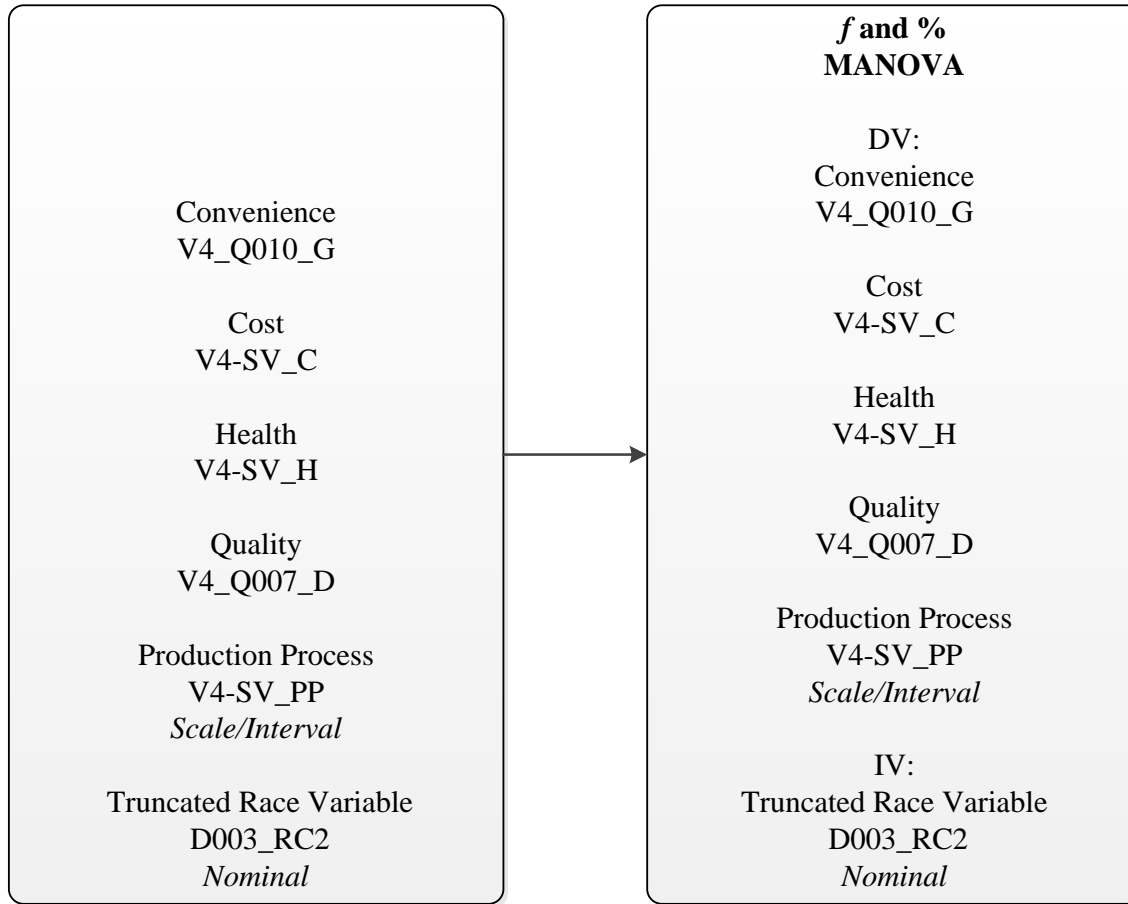 Convenience
V4_Q010_G
Cost
V4-SV_C
Health
V4-SV_H
Quality
V4_Q007_D
Production Process
V4-SV_PP
Scale/Interval
Truncated Race Variable
D003_RC2
Nominal
f and %
MANOVA
DV:
Convenience
V4_Q010_G
Cost
V4-SV_C
Health
V4-SV_H
Quality
V4_Q007_D
Production Process
V4-SV_PP
Scale/Interval
IV:
Truncated Race Variable
D003_RC2
Nominal